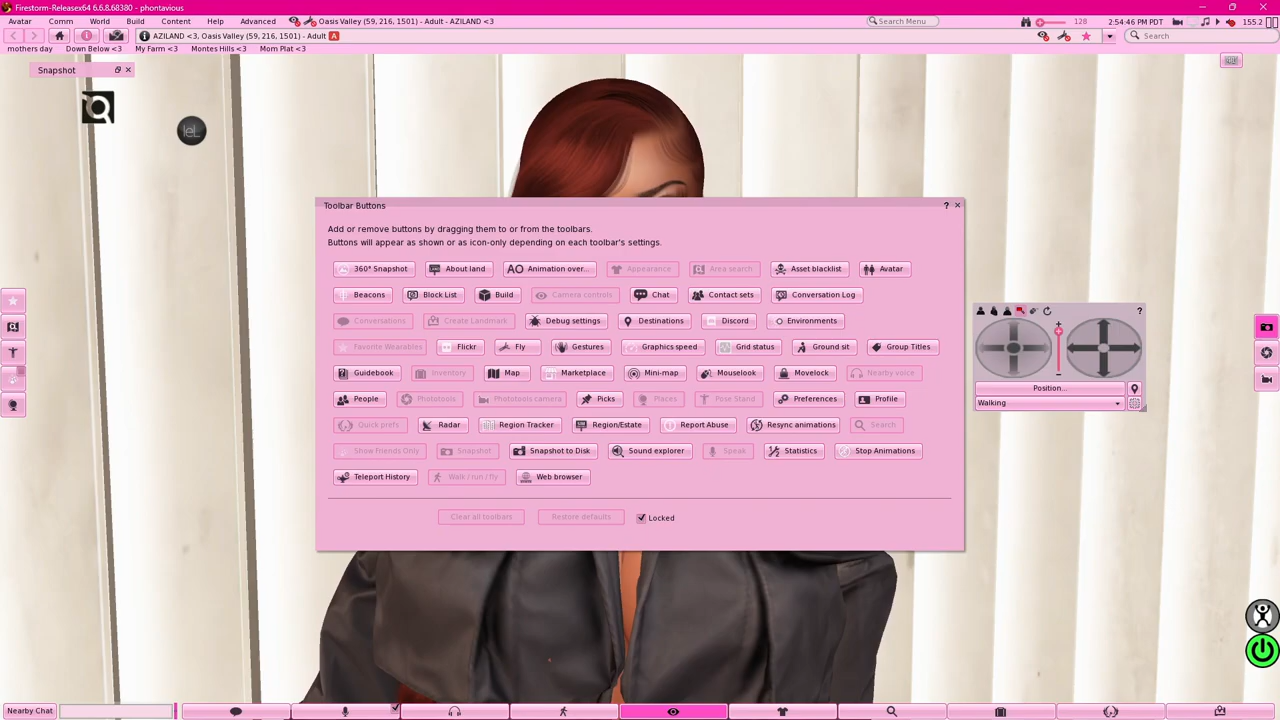 Firestorm-Releasex64 6.6.8.68380 - phontavious
Avatar Comm World Build Content Help Advanced Oasis Valley (59, 216, 1501) - Adult - AZILAND <3 Search Menu 128 2:54:46 PM PDT 155.2
AZILAND <3, Oasis Valley (59, 216, 1501) - Adult A Search
mothers day Down Below <3 My Farm <3 Montes Hills <3 Mom Plat <3
Snapshot
leL
Toolbar Buttons ?
Add or remove buttons by dragging them to or from the toolbars.
Buttons will appear as shown or as icon-only depending on each toolbar's settings.
360° Snapshot About land AO Animation over... Appearance Area search Asset blacklist Avatar
Beacons Block List Build Camera controls Chat Contact sets Conversation Log
Conversations Create Landmark Debug settings Destinations Discord Environments
Favorite Wearables Flickr Fly Gestures Graphics speed Grid status Ground sit Group Titles
Guidebook Inventory Map Marketplace Mini-map Mouselook Movelock Nearby voice
People Phototools Phototools camera Picks Places Pose Stand Preferences Profile
Quick prefs Radar Region Tracker Region/Estate Report Abuse Resync animations Search
Show Friends Only Snapshot Snapshot to Disk Sound explorer Speak Statistics Stop Animations
Teleport History Walk / run / fly Web browser
Clear all toolbars Restore defaults Locked
?
Position...
Walking
Nearby Chat